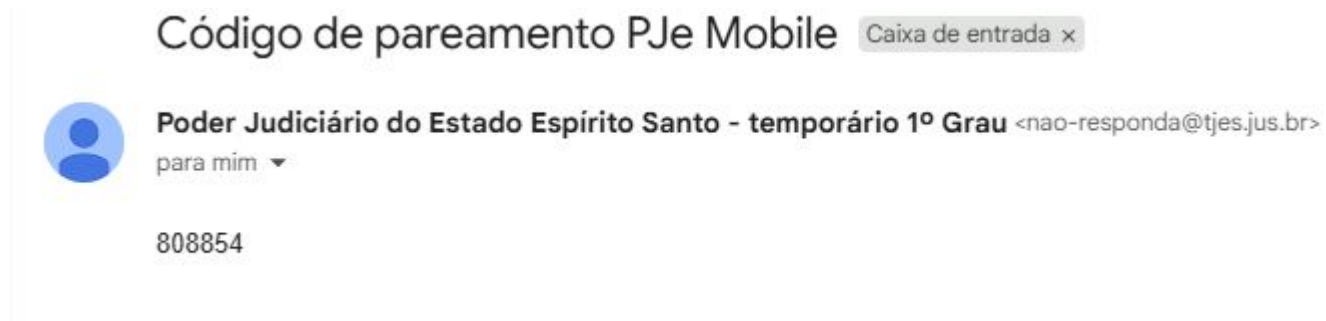 Código de pareamento PJe Mobile Caixa de entrada ×
Poder Judiciário do Estado Espírito Santo - temporário 1º Grau <nao-responda@tjes.jus.br>
para mim
808854